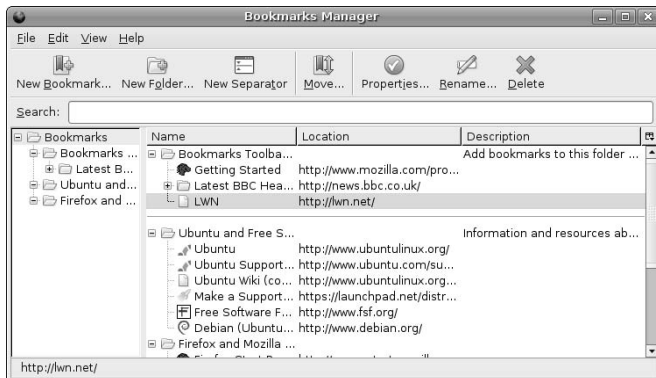 Bookmarks Manager
File Edit View Help
New Bookmark... New Folder... New Separator Move... Properties... Rename... Delete
Search:
Bookmarks
Bookmarks ...
Latest B...
Ubuntu and...
Firefox and ...
Name Location Description
Bookmarks Toolba... Add bookmarks to this folder ...
Getting Started http://www.mozilla.com/pro...
Latest BBC Hea... http://news.bbc.co.uk/
LWN http://lwn.net/
Ubuntu and Free S... Information and resources ab...
Ubuntu http://www.ubuntulinux.org/
Ubuntu Support... http://www.ubuntu.com/su...
Ubuntu Wiki (co... http://www.ubuntulinux.org...
Make a Support... https://launchpad.net/distr...
Free Software F... http://www.fsf.org/
Debian (Ubuntu... http://www.debian.org/
Firefox and Mozilla ...
http://lwn.net/